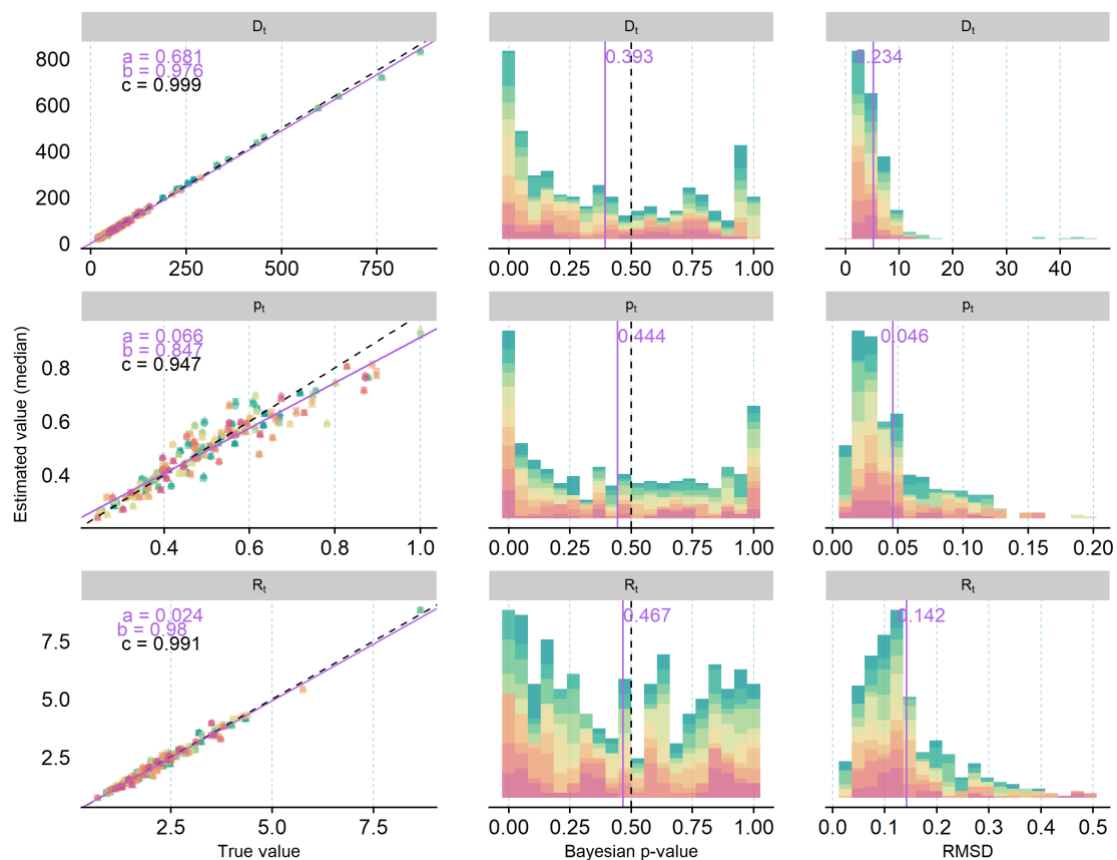 Dₜ
Dₜ
Dₜ
a = 0.681
b = 0.976
c = 0.999
0.393
5.234
800
600
400
200
0
0 250 500 750
0.00 0.25 0.50 0.75 1.00
0 10 20 30 40
pₜ
pₜ
pₜ
a = 0.066
b = 0.847
c = 0.947
0.444
0.046
0.8
0.6
0.4
0.4 0.6 0.8 1.0
0.00 0.25 0.50 0.75 1.00
0.00 0.05 0.10 0.15 0.20
Estimated value (median)
Rₜ
Rₜ
Rₜ
a = 0.024
b = 0.98
c = 0.991
0.467
0.142
7.5
5.0
2.5
2.5 5.0 7.5
0.00 0.25 0.50 0.75 1.00
0.0 0.1 0.2 0.3 0.4 0.5
True value
Bayesian p-value
RMSD